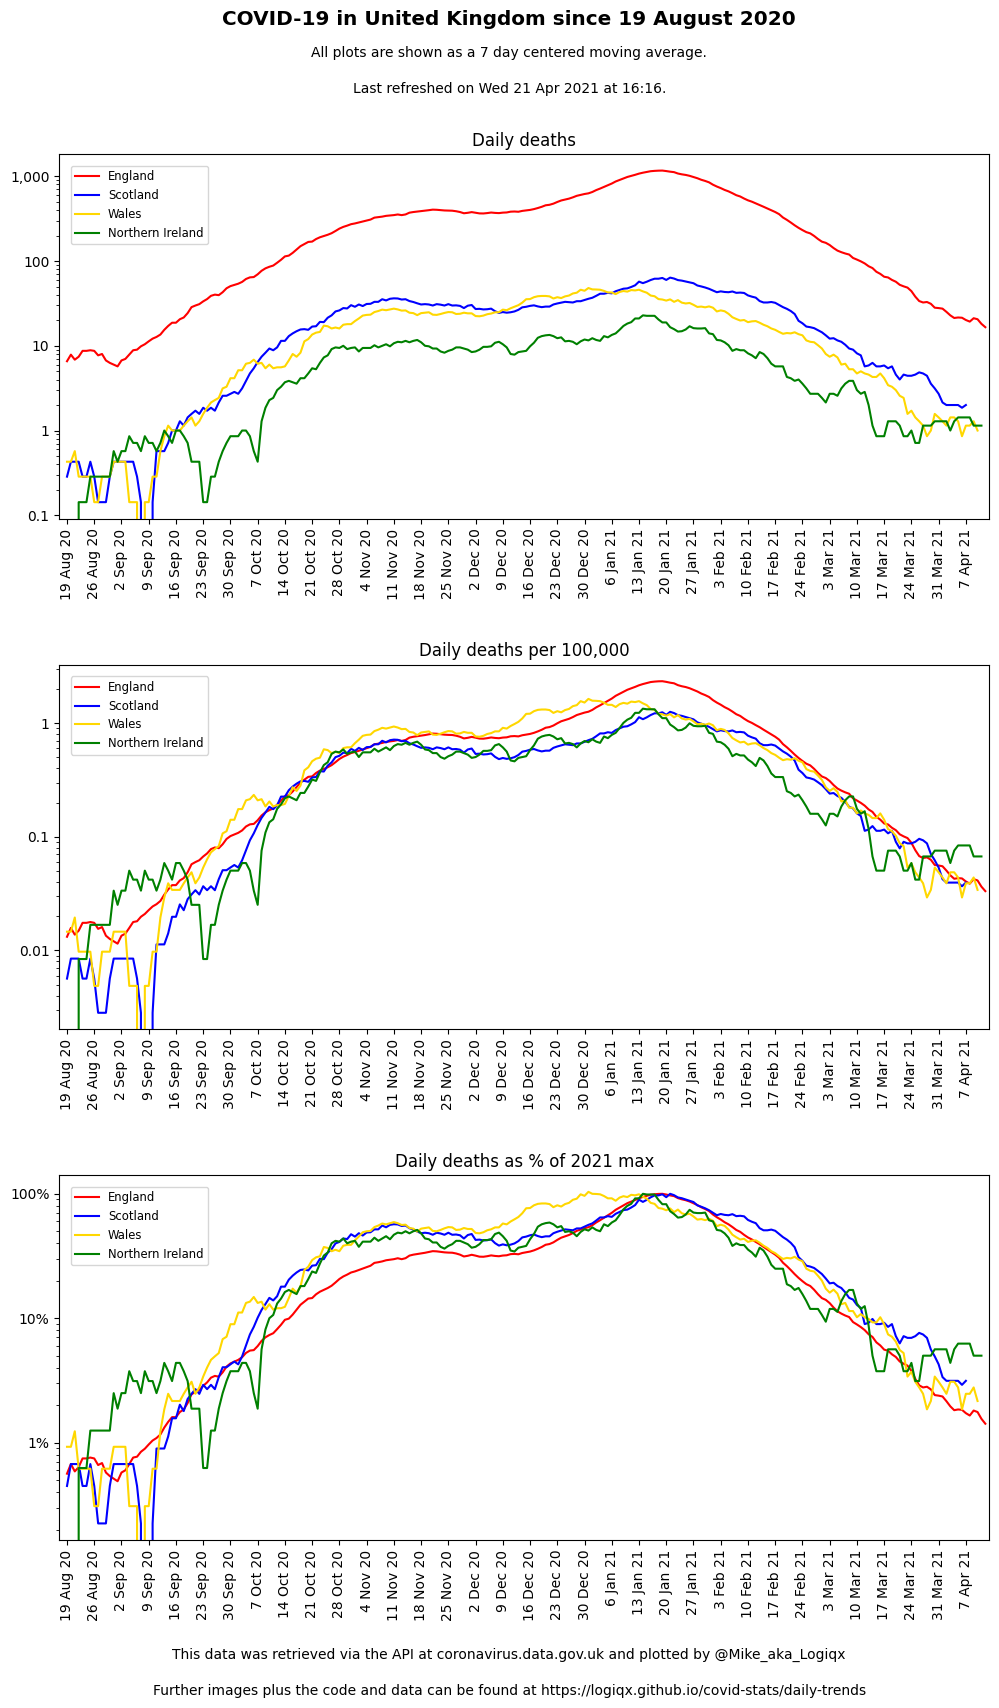 COVID-19 in United Kingdom since 19 August 2020
All plots are shown as a 7 day centered moving average.
Last refreshed on Wed 21 Apr 2021 at 16:16.
Daily deaths
England
Scotland
Wales
Northern Ireland
1,000
100
10
1
0.1
19 Aug 20
26 Aug 20
2 Sep 20
9 Sep 20
16 Sep 20
23 Sep 20
30 Sep 20
7 Oct 20
14 Oct 20
21 Oct 20
28 Oct 20
4 Nov 20
11 Nov 20
18 Nov 20
25 Nov 20
2 Dec 20
9 Dec 20
16 Dec 20
23 Dec 20
30 Dec 20
6 Jan 21
13 Jan 21
20 Jan 21
27 Jan 21
3 Feb 21
10 Feb 21
17 Feb 21
24 Feb 21
3 Mar 21
10 Mar 21
17 Mar 21
24 Mar 21
31 Mar 21
7 Apr 21
Daily deaths per 100,000
England
Scotland
Wales
Northern Ireland
1
0.1
0.01
19 Aug 20
26 Aug 20
2 Sep 20
9 Sep 20
16 Sep 20
23 Sep 20
30 Sep 20
7 Oct 20
14 Oct 20
21 Oct 20
28 Oct 20
4 Nov 20
11 Nov 20
18 Nov 20
25 Nov 20
2 Dec 20
9 Dec 20
16 Dec 20
23 Dec 20
30 Dec 20
6 Jan 21
13 Jan 21
20 Jan 21
27 Jan 21
3 Feb 21
10 Feb 21
17 Feb 21
24 Feb 21
3 Mar 21
10 Mar 21
17 Mar 21
24 Mar 21
31 Mar 21
7 Apr 21
Daily deaths as % of 2021 max
England
Scotland
Wales
Northern Ireland
100%
10%
1%
19 Aug 20
26 Aug 20
2 Sep 20
9 Sep 20
16 Sep 20
23 Sep 20
30 Sep 20
7 Oct 20
14 Oct 20
21 Oct 20
28 Oct 20
4 Nov 20
11 Nov 20
18 Nov 20
25 Nov 20
2 Dec 20
9 Dec 20
16 Dec 20
23 Dec 20
30 Dec 20
6 Jan 21
13 Jan 21
20 Jan 21
27 Jan 21
3 Feb 21
10 Feb 21
17 Feb 21
24 Feb 21
3 Mar 21
10 Mar 21
17 Mar 21
24 Mar 21
31 Mar 21
7 Apr 21
This data was retrieved via the API at coronavirus.data.gov.uk and plotted by @Mike_aka_Logiqx
Further images plus the code and data can be found at https://logiqx.github.io/covid-stats/daily-trends